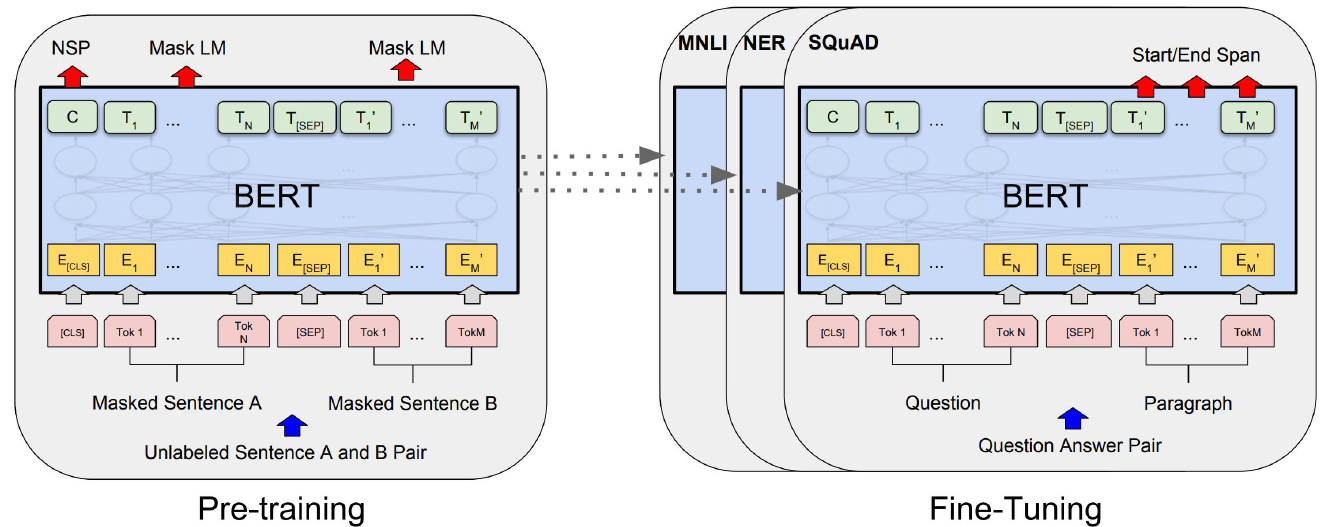 NSP Mask LM Mask LM
C T1 ... TN T[SEP] T1' ... TM'
...
BERT
...
E[CLS] E1 ... EN E[SEP] E1' ... EM'
[CLS] Tok 1 ... Tok N [SEP] Tok 1 ... TokM
Masked Sentence A Masked Sentence B
Unlabeled Sentence A and B Pair
Pre-training
MNLI NER SQuAD
Start/End Span
C T1 ... TN T[SEP] T1' ... TM'
...
BERT
...
E[CLS] E1 ... EN E[SEP] E1' ... EM'
[CLS] Tok 1 ... Tok N [SEP] Tok 1 ... TokM
Question Paragraph
Question Answer Pair
Fine-Tuning